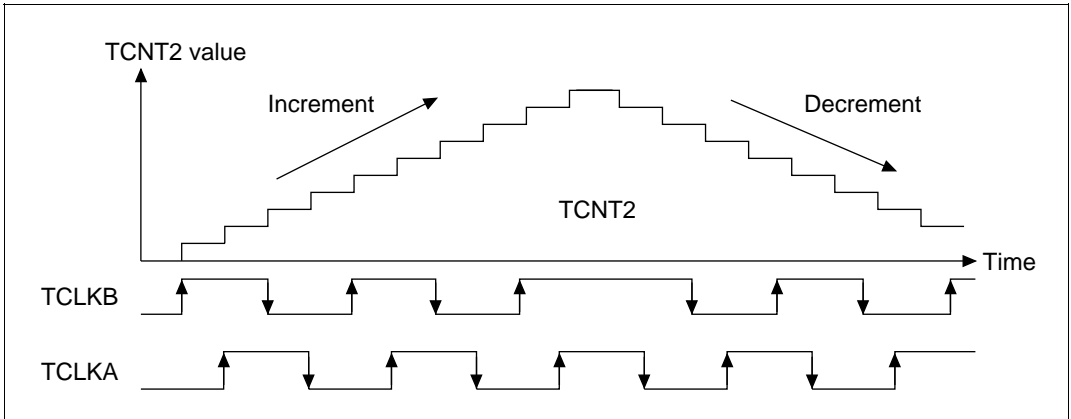 TCNT2 value
Increment
Decrement
TCNT2
Time
TCLKB
TCLKA